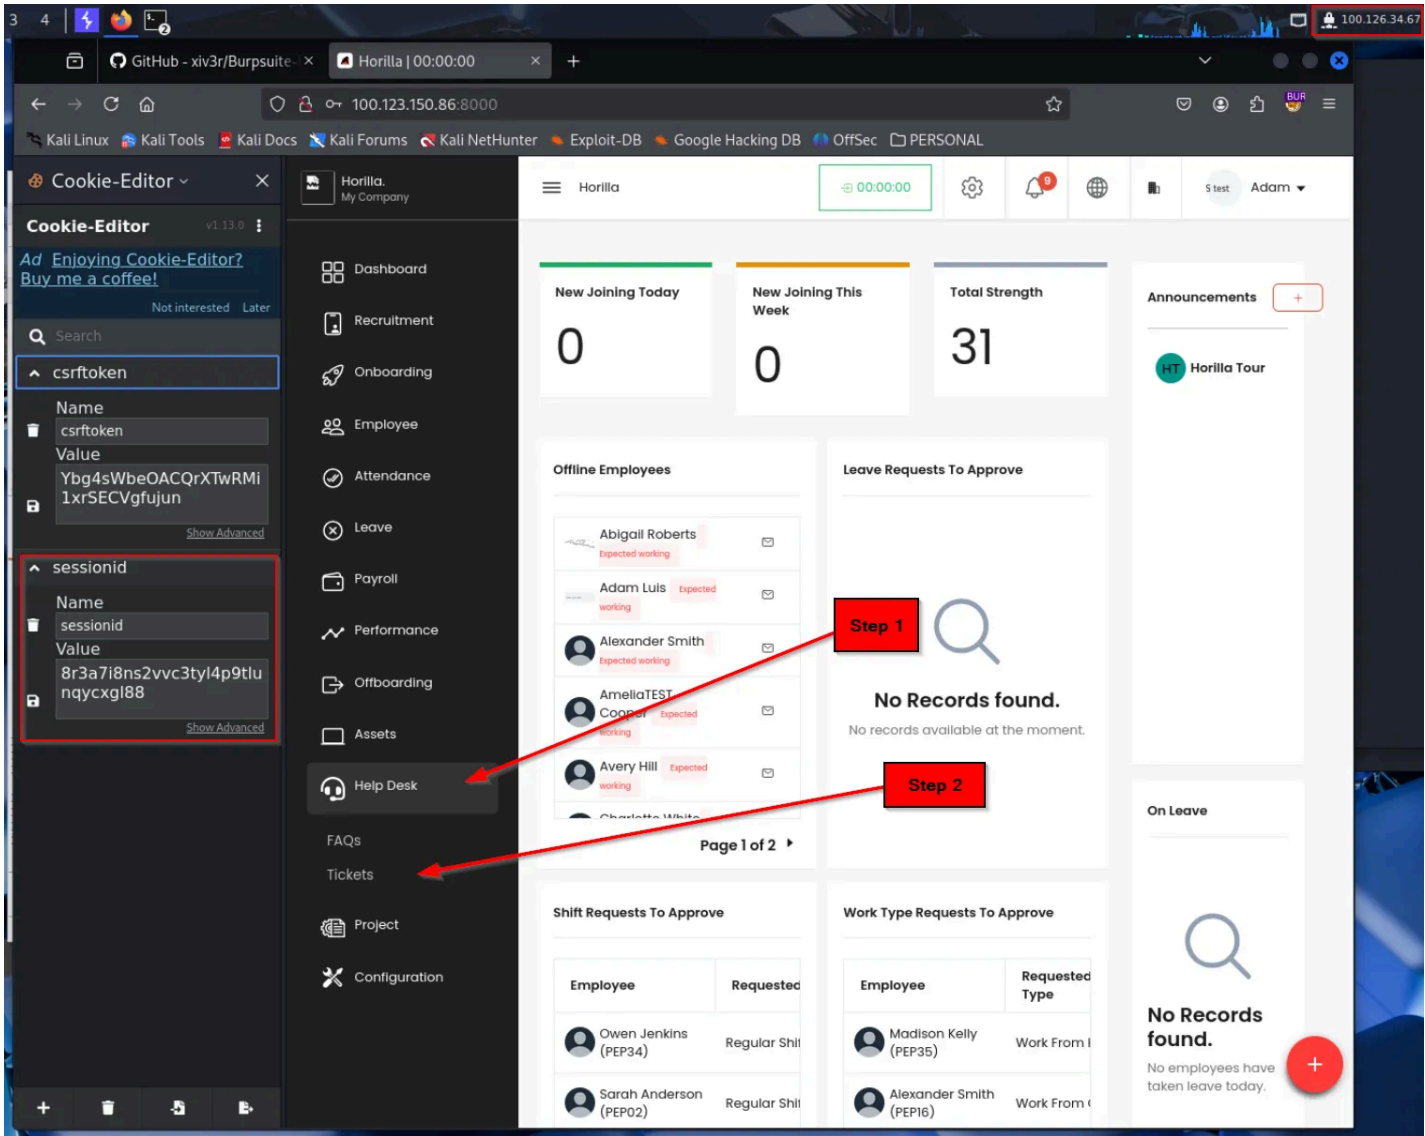 3 4
2
100.126.34.67
GitHub - xiv3r/Burpsuite-
Horilla | 00:00:00
100.123.150.86:8000
BUR
Kali Linux
Kali Tools
Kali Docs
Kali Forums
Kali NetHunter
Exploit-DB
Google Hacking DB
OffSec
PERSONAL
Cookie-Editor
Cookie-Editor
v1.13.0
Ad Enjoying Cookie-Editor?
Buy me a coffee!
Not interested Later
Search
csrftoken
Name
csrftoken
Value
Ybg4sWbeOACQrXTwRMi
1xrSECVgfujun
Show Advanced
sessionid
Name
sessionid
Value
8r3a7i8ns2vvc3tyl4p9tlu
nqycxgl88
Show Advanced
Horilla.
My Company
Dashboard
Recruitment
Onboarding
Employee
Attendance
Leave
Payroll
Performance
Offboarding
Assets
Help Desk
FAQs
Tickets
Project
Configuration
Horilla
00:00:00
9
S test
Adam
New Joining Today
0
New Joining This
Week
0
Total Strength
31
Announcements
HT
Horilla Tour
Offline Employees
Abigail Roberts
Expected working
Adam Luis Expected
working
Alexander Smith
Expected working
AmeliaTEST
Cooper Expected
working
Avery Hill Expected
working
Charlotte White
Page 1 of 2
Leave Requests To Approve
Step 1
No Records found.
No records available at the moment.
Step 2
On Leave
No Records
found.
No employees have
taken leave today.
Shift Requests To Approve
Employee Requested
Owen Jenkins
(PEP34)
Regular Shi
Sarah Anderson
(PEP02)
Regular Shi
Work Type Requests To Approve
Employee
Requested
Type
Madison Kelly
(PEP35)
Work From
Alexander Smith
(PEP16)
Work From